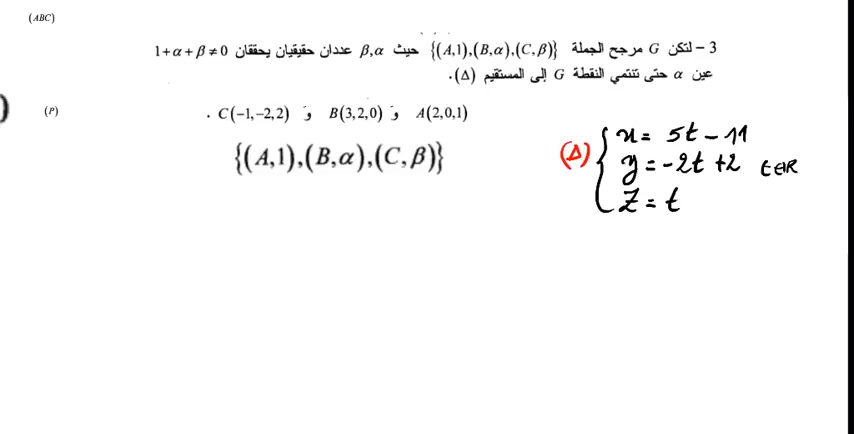 (ABC)
3 – لتكن G مرجح الجملة {(A,1),(B,α),(C,β)} حيث β,α عددان حقيقيان يحققان 1+α+β≠0
عين α حتى تنتمي النقطة G إلى المستقيم (Δ).
(P)
A(2,0,1) وَ B(3,2,0) وَ C(−1,−2,2) .
{(A,1),(B,α),(C,β)}
(Δ) { x = 5t − 11
y = −2t + 2 t∈ℝ
z = t